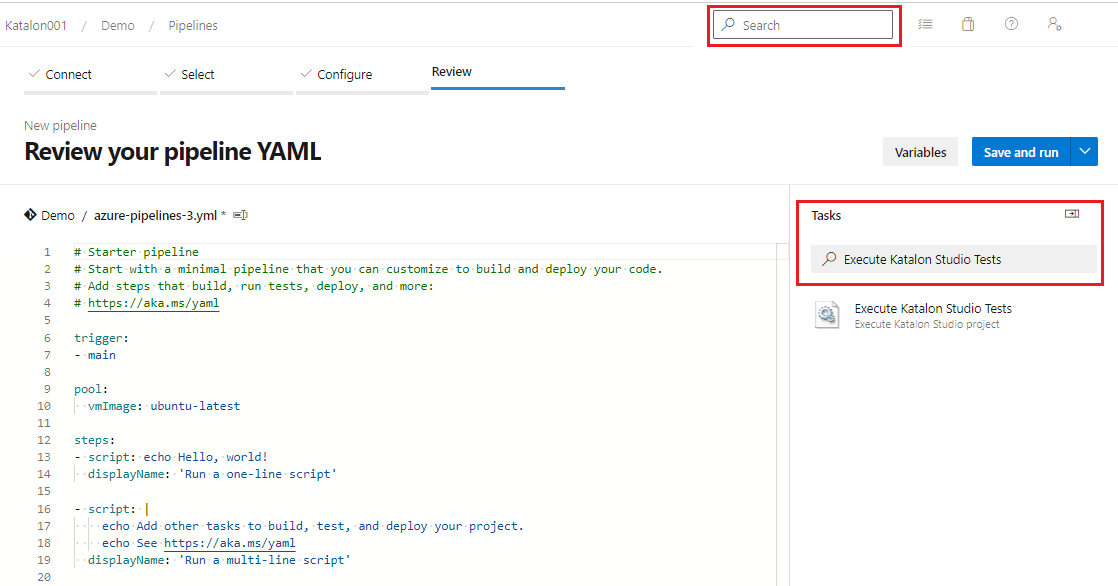 Katalon001 / Demo / Pipelines
Search
Connect
Select
Configure
Review
New pipeline
Review your pipeline YAML
Variables
Save and run
Demo / azure-pipelines-3.yml *
1 # Starter pipeline
2 # Start with a minimal pipeline that you can customize to build and deploy your code.
3 # Add steps that build, run tests, deploy, and more:
4 # https://aka.ms/yaml
5
6 trigger:
7 - main
8
9 pool:
10   vmImage: ubuntu-latest
11
12 steps:
13 - script: echo Hello, world!
14   displayName: 'Run a one-line script'
15
16 - script: |
17     echo Add other tasks to build, test, and deploy your project.
18     echo See https://aka.ms/yaml
19   displayName: 'Run a multi-line script'
20
Tasks
Execute Katalon Studio Tests
Execute Katalon Studio Tests
Execute Katalon Studio project